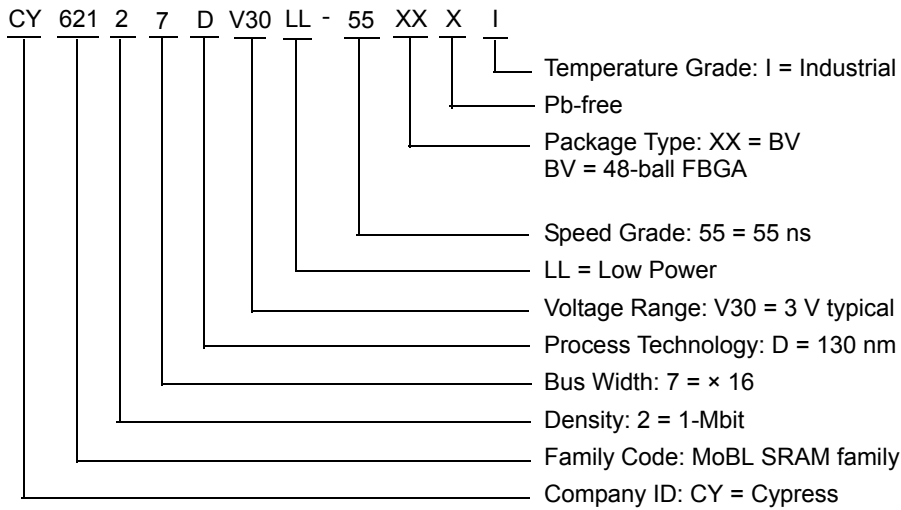 CY 621 2 7 D V30 LL - 55 XX X I
Temperature Grade: I = Industrial
Pb-free
Package Type: XX = BV
BV = 48-ball FBGA
Speed Grade: 55 = 55 ns
LL = Low Power
Voltage Range: V30 = 3 V typical
Process Technology: D = 130 nm
Bus Width: 7 = × 16
Density: 2 = 1-Mbit
Family Code: MoBL SRAM family
Company ID: CY = Cypress